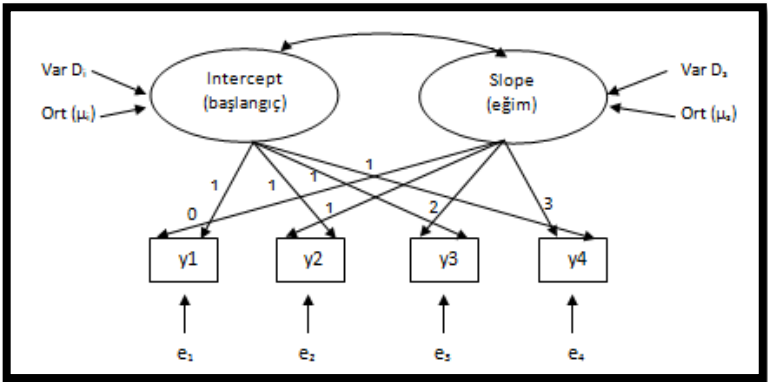 Var Dᵢ
Ort (μᵢ)
Intercept
(başlangıç)
Slope
(eğim)
Var Dₛ
Ort (μₛ)
1
0
1
1
1
1
2
3
y1
y2
y3
y4
e₁
e₂
e₃
e₄